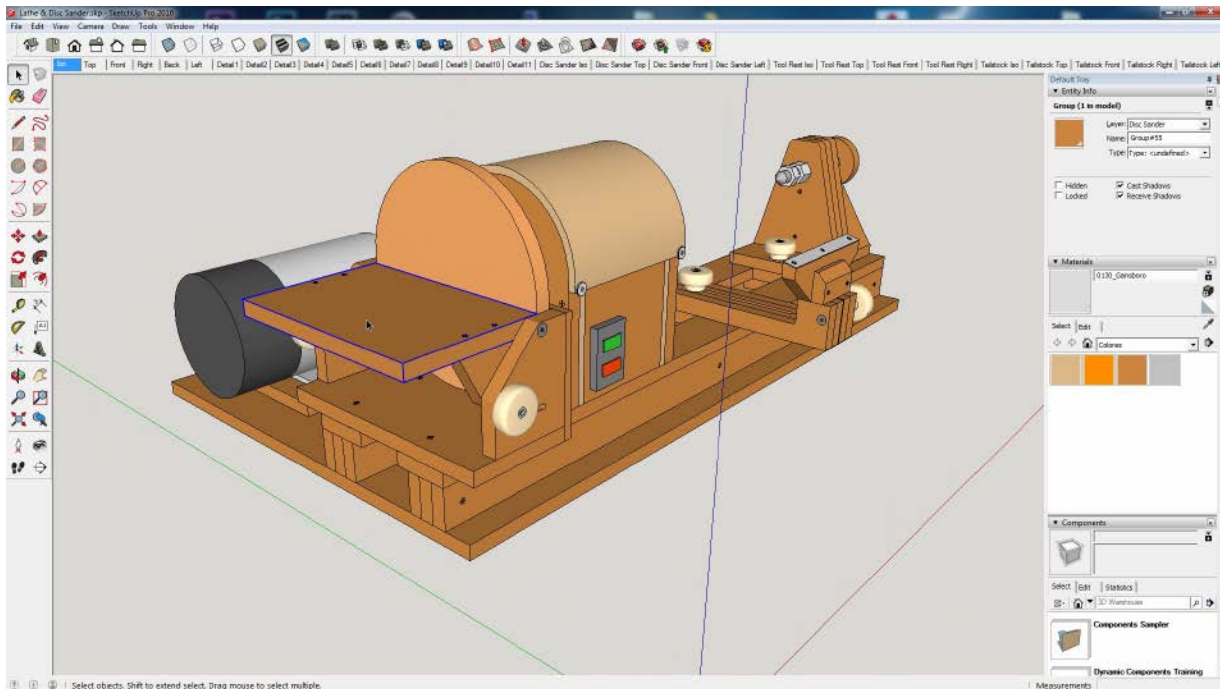 Lathe & Disc Sander.skp - SketchUp Pro 2016
File Edit View Camera Draw Tools Window Help
Iso Top Front Right Back Left Detail1 Detail2 Detail3 Detail4 Detail5 Detail6 Detail7 Detail8 Detail9 Detail10 Detail11 Disc Sander Iso Disc Sander Top Disc Sander Front Disc Sander Left Tool Rest Iso Tool Rest Top Tool Rest Front Tool Rest Right Tailstock Iso Tailstock Top Tailstock Front Tailstock Right Tailstock Left
Default Tray
Entity Info
Group (1 in model)
Layer: Disc Sander
Name: Group#55
Type: Type: <undefined>
Hidden Cast Shadows
Locked Receive Shadows
Materials
0130_Gainsboro
Select Edit
Colores
Components
Select Edit Statistics
3D Warehouse
Components Sampler
Dynamic Components Training
Select objects. Shift to extend select. Drag mouse to select multiple.
Measurements